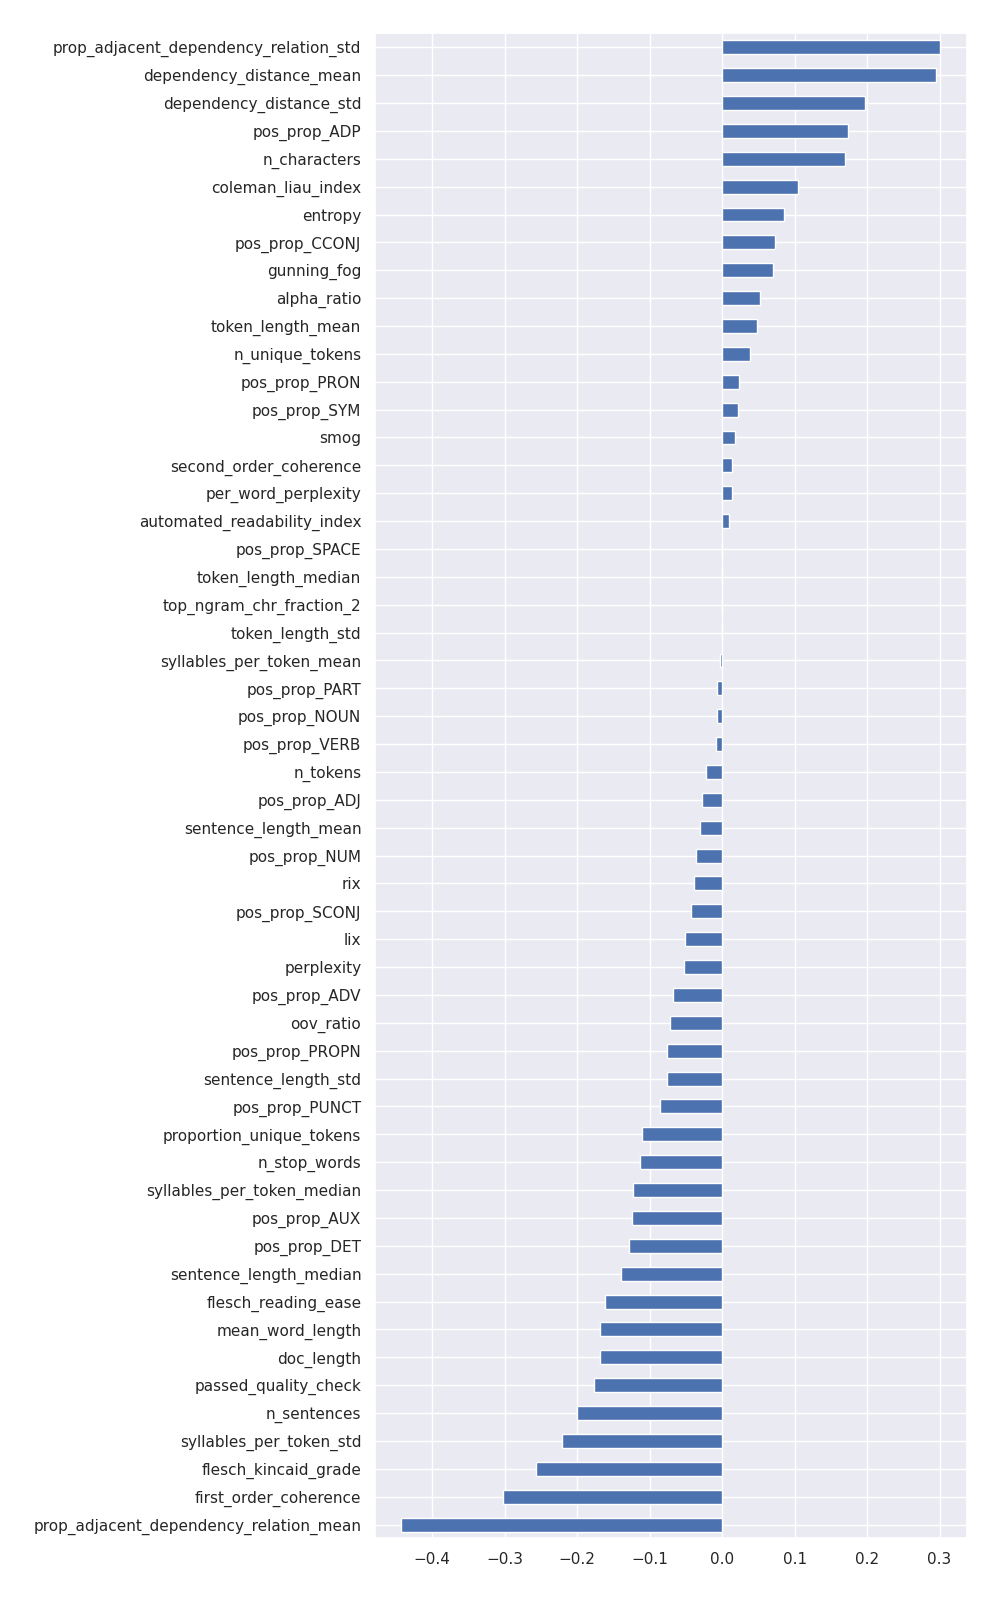 prop_adjacent_dependency_relation_std
dependency_distance_mean
dependency_distance_std
pos_prop_ADP
n_characters
coleman_liau_index
entropy
pos_prop_CCONJ
gunning_fog
alpha_ratio
token_length_mean
n_unique_tokens
pos_prop_PRON
pos_prop_SYM
smog
second_order_coherence
per_word_perplexity
automated_readability_index
pos_prop_SPACE
token_length_median
top_ngram_chr_fraction_2
token_length_std
syllables_per_token_mean
pos_prop_PART
pos_prop_NOUN
pos_prop_VERB
n_tokens
pos_prop_ADJ
sentence_length_mean
pos_prop_NUM
rix
pos_prop_SCONJ
lix
perplexity
pos_prop_ADV
oov_ratio
pos_prop_PROPN
sentence_length_std
pos_prop_PUNCT
proportion_unique_tokens
n_stop_words
syllables_per_token_median
pos_prop_AUX
pos_prop_DET
sentence_length_median
flesch_reading_ease
mean_word_length
doc_length
passed_quality_check
n_sentences
syllables_per_token_std
flesch_kincaid_grade
first_order_coherence
prop_adjacent_dependency_relation_mean
−0.4 −0.3 −0.2 −0.1 0.0 0.1 0.2 0.3